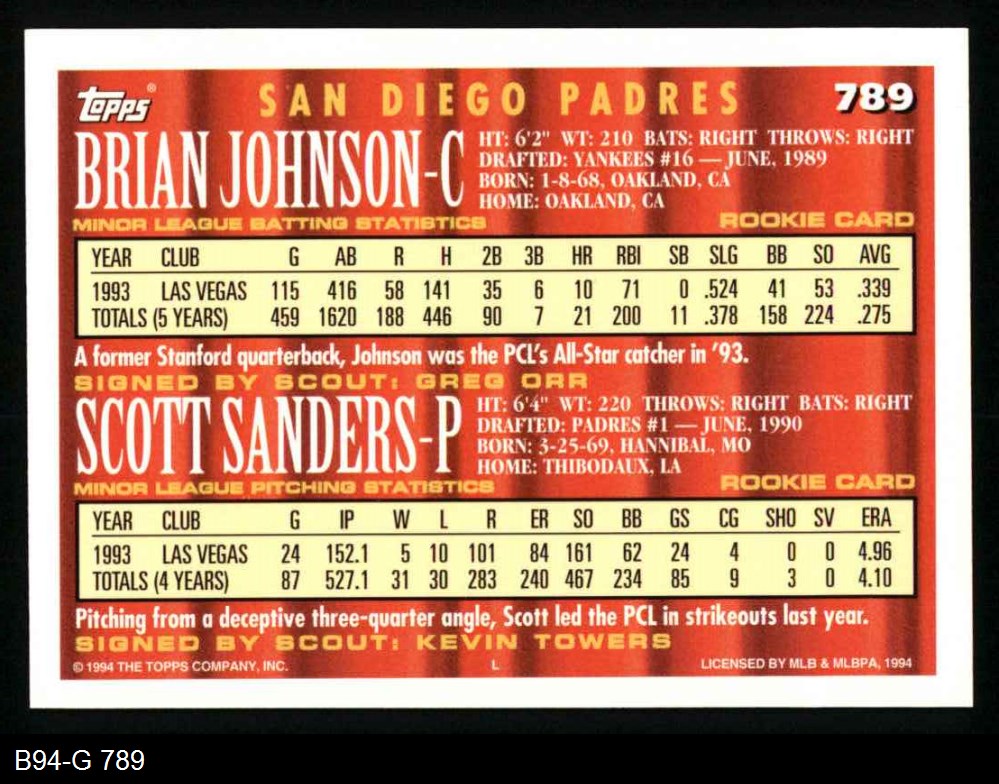 topps® SAN DIEGO PADRES 789
BRIAN JOHNSON-C
HT: 6'2" WT: 210 BATS: RIGHT THROWS: RIGHT
DRAFTED: YANKEES #16 — JUNE, 1989
BORN: 1-8-68, OAKLAND, CA
HOME: OAKLAND, CA
MINOR LEAGUE BATTING STATISTICS ROOKIE CARD
YEAR CLUB G AB R H 2B 3B HR RBI SB SLG BB SO AVG
1993 LAS VEGAS 115 416 58 141 35 6 10 71 0 .524 41 53 .339
TOTALS (5 YEARS) 459 1620 188 446 90 7 21 200 11 .378 158 224 .275
A former Stanford quarterback, Johnson was the PCL's All-Star catcher in '93.
SIGNED BY SCOUT: GREG ORR
SCOTT SANDERS-P
HT: 6'4" WT: 220 THROWS: RIGHT BATS: RIGHT
DRAFTED: PADRES #1 — JUNE, 1990
BORN: 3-25-69, HANNIBAL, MO
HOME: THIBODAUX, LA
MINOR LEAGUE PITCHING STATISTICS ROOKIE CARD
YEAR CLUB G IP W L R ER SO BB GS CG SHO SV ERA
1993 LAS VEGAS 24 152.1 5 10 101 84 161 62 24 4 0 0 4.96
TOTALS (4 YEARS) 87 527.1 31 30 283 240 467 234 85 9 3 0 4.10
Pitching from a deceptive three-quarter angle, Scott led the PCL in strikeouts last year.
SIGNED BY SCOUT: KEVIN TOWERS
© 1994 THE TOPPS COMPANY, INC. L LICENSED BY MLB & MLBPA, 1994
B94-G 789